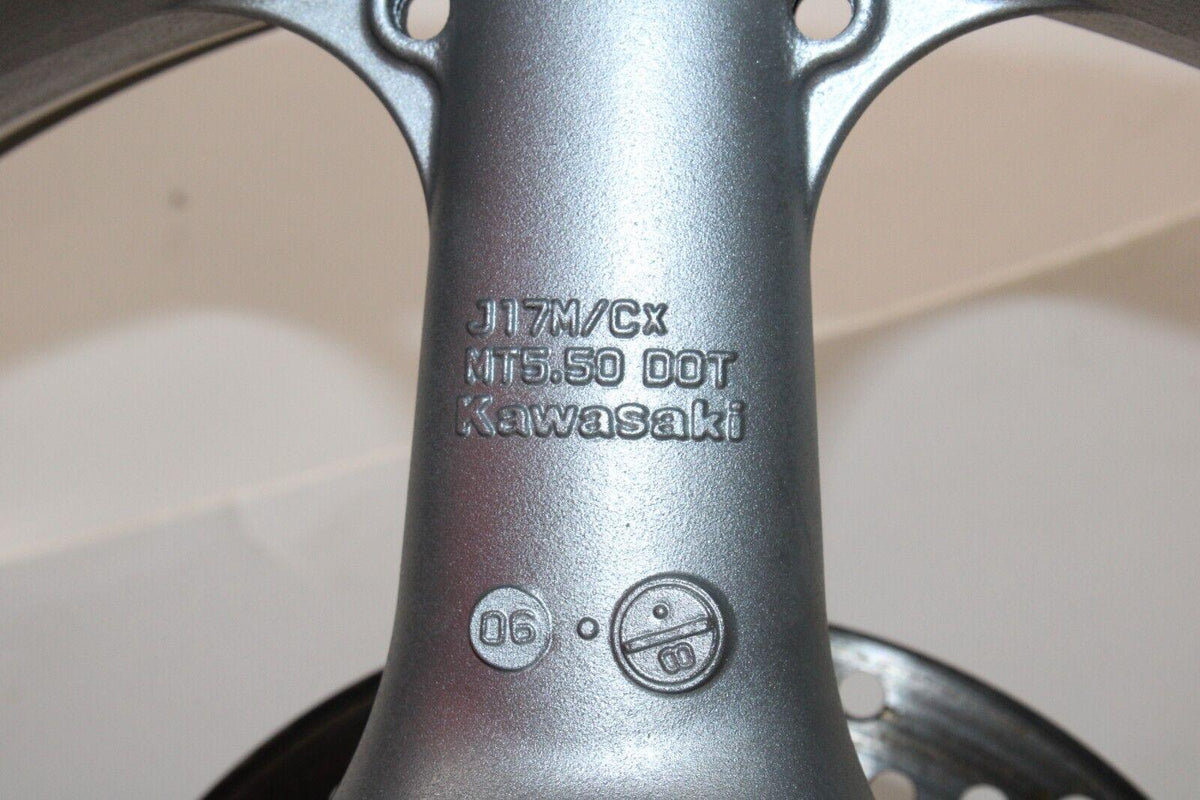 J17M/Cx
MT5.50 DOT
Kawasaki
06
8